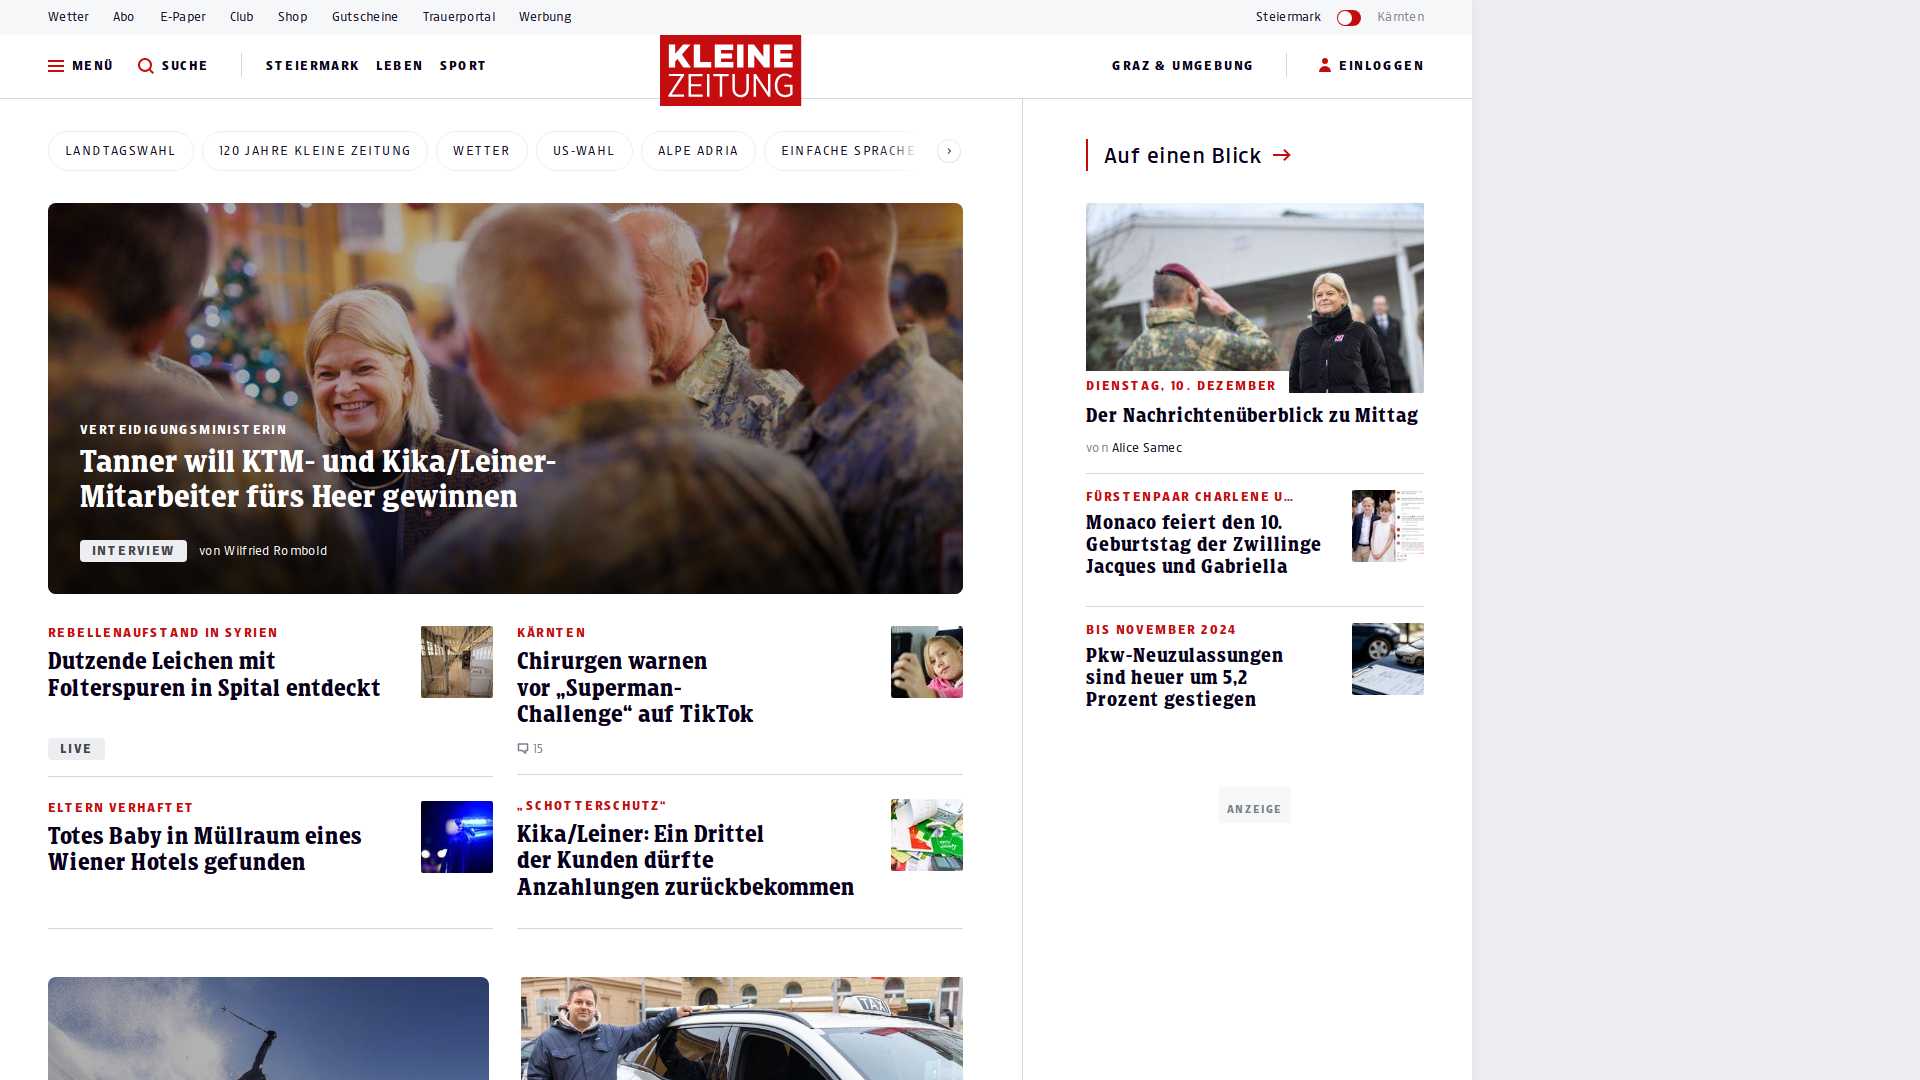 Wetter Abo E-Paper Club Shop Gutscheine Trauerportal Werbung
Steiermark Kärnten
MENÜ SUCHE STEIERMARK LEBEN SPORT
KLEINE
ZEITUNG
GRAZ & UMGEBUNG EINLOGGEN
LANDTAGSWAHL 120 JAHRE KLEINE ZEITUNG WETTER US-WAHL ALPE ADRIA EINFACHE SPRACHE
VERTEIDIGUNGSMINISTERIN
Tanner will KTM- und Kika/Leiner-
Mitarbeiter fürs Heer gewinnen
INTERVIEW von Wilfried Rombold
REBELLENAUFSTAND IN SYRIEN
Dutzende Leichen mit
Folterspuren in Spital entdeckt
LIVE
KÄRNTEN
Chirurgen warnen
vor „Superman-
Challenge“ auf TikTok
15
ELTERN VERHAFTET
Totes Baby in Müllraum eines
Wiener Hotels gefunden
„SCHOTTERSCHUTZ“
Kika/Leiner: Ein Drittel
der Kunden dürfte
Anzahlungen zurückbekommen
TAXI
Auf einen Blick
DIENSTAG, 10. DEZEMBER
Der Nachrichtenüberblick zu Mittag
von Alice Samec
FÜRSTENPAAR CHARLENE U…
Monaco feiert den 10.
Geburtstag der Zwillinge
Jacques und Gabriella
BIS NOVEMBER 2024
Pkw-Neuzulassungen
sind heuer um 5,2
Prozent gestiegen
ANZEIGE